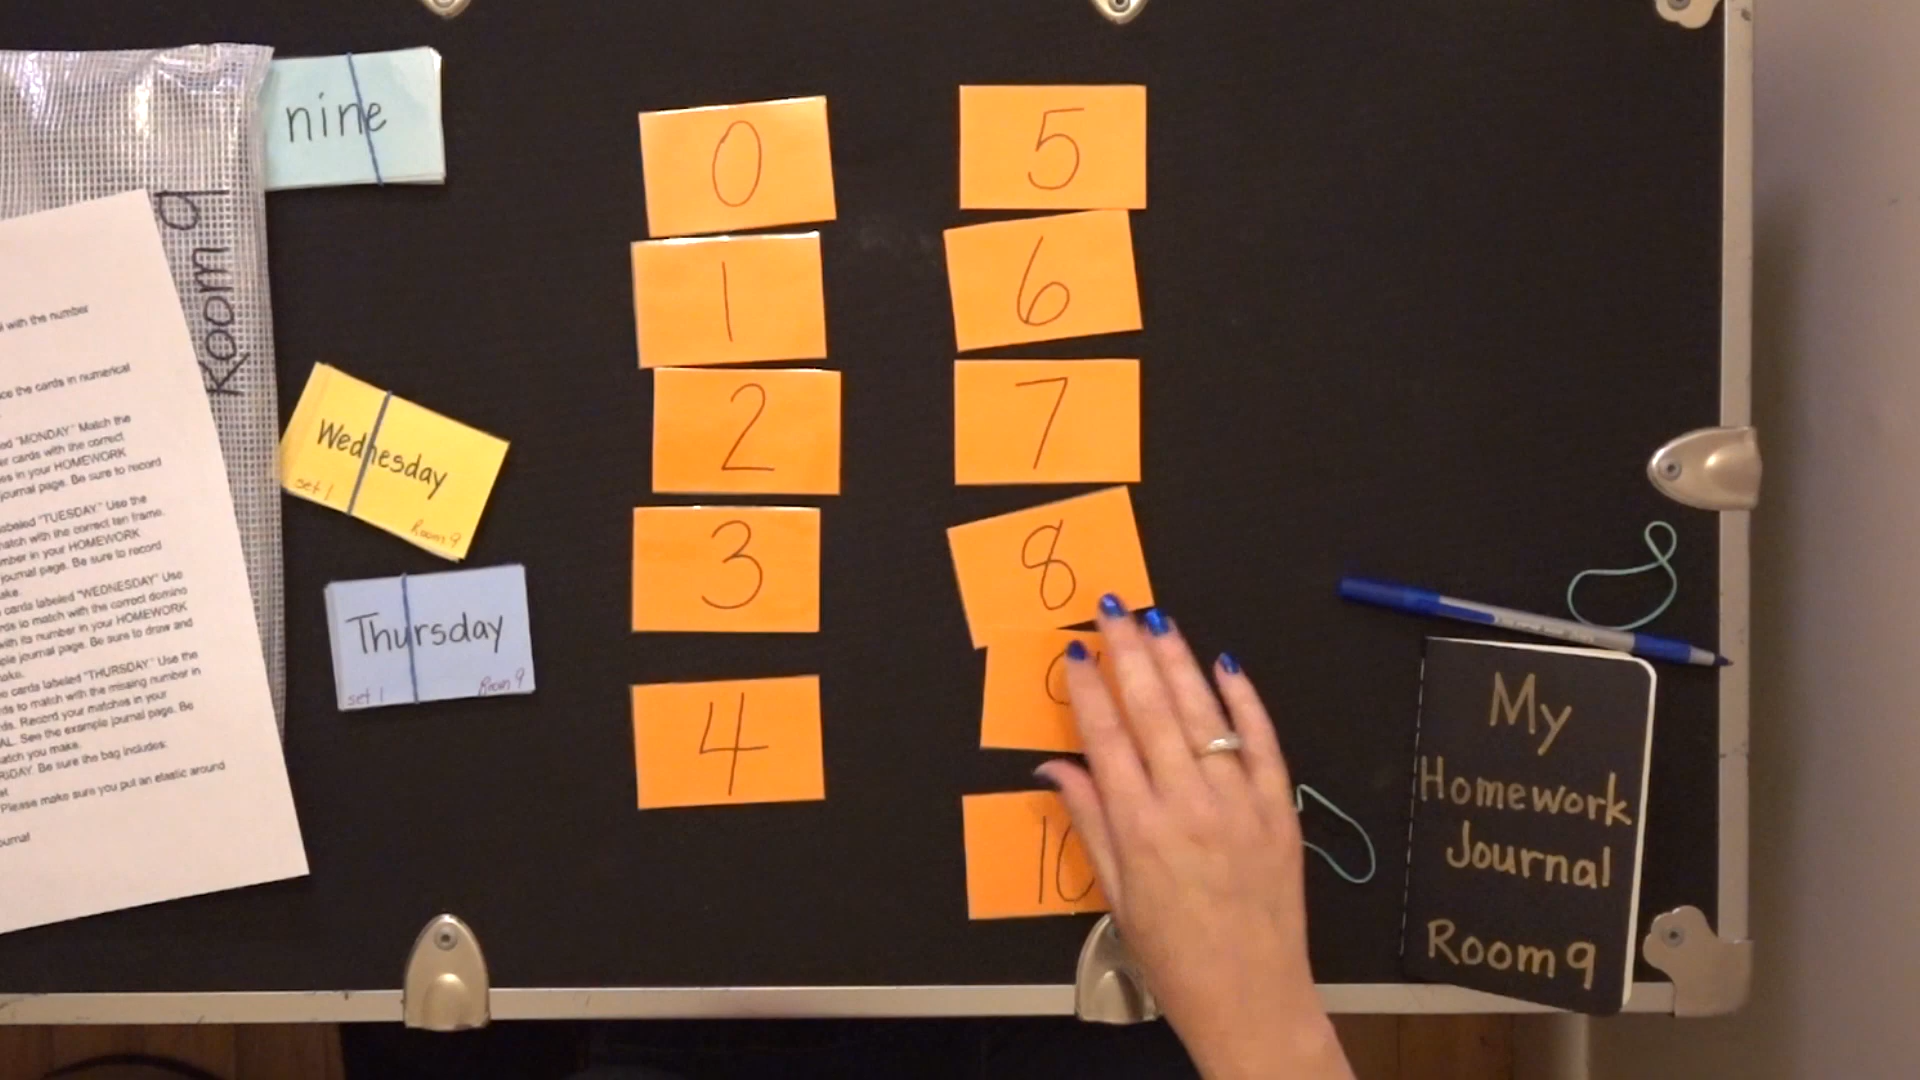 nine
Room 9
l with the number
the cards in numerical
"MONDAY." Match the
cards with the correct
in your HOMEWORK
journal page. Be sure to record
"TUESDAY." Use the
match with the correct ten frame.
number in your HOMEWORK
journal page. Be sure to record
cards labeled "WEDNESDAY" Use
to match with the correct domino
with its number in your HOMEWORK
journal page. Be sure to draw and
cards labeled "THURSDAY." Use the
to match with the missing number in
Record your matches in your
See the example journal page. Be
match you make.
Be sure the bag includes:
Please make sure you put an elastic around
Wednesday
set 1
Room 9
Thursday
set 1
Room 9
0
1
2
3
4
5
6
7
8
10
My
Homework
Journal
Room 9